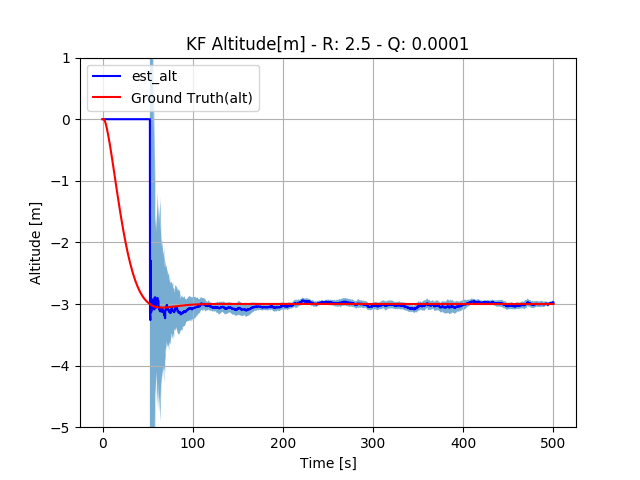 KF Altitude[m] - R: 2.5 - Q: 0.0001
est_alt
Ground Truth(alt)
1
0
−1
−2
−3
−4
−5
Altitude [m]
0 100 200 300 400 500
Time [s]